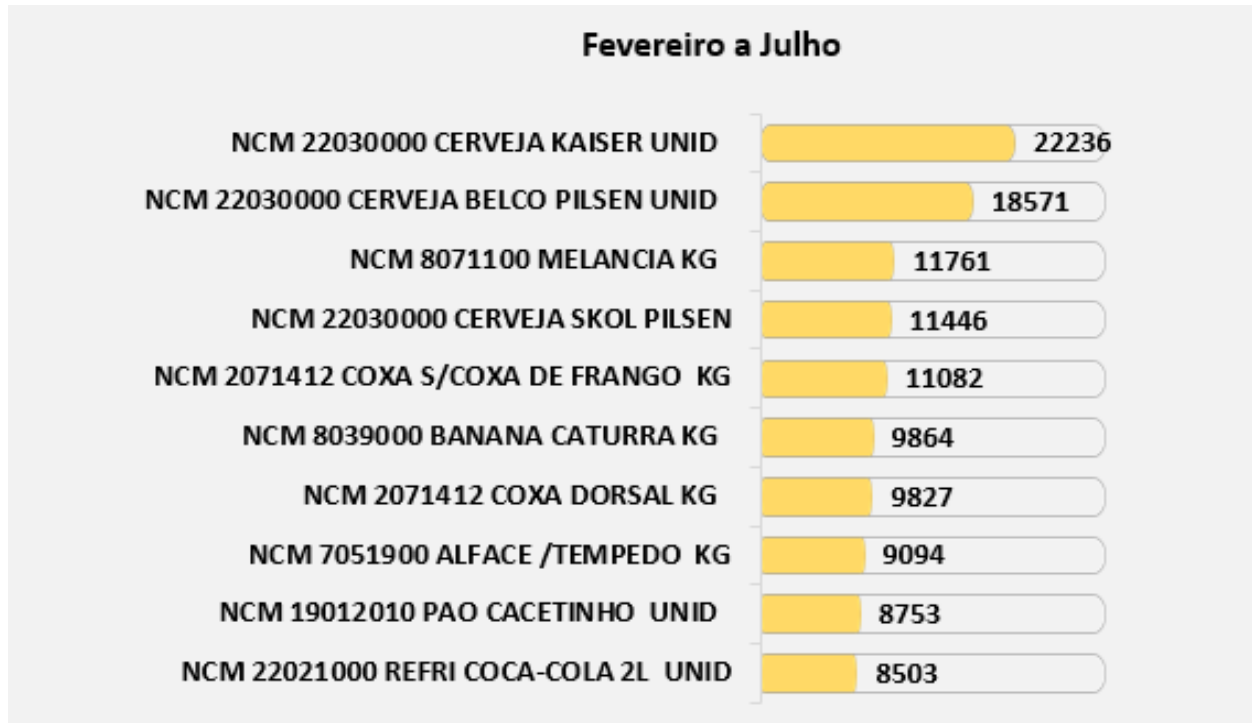 Fevereiro a Julho
NCM 22030000 CERVEJA KAISER UNID 22236
NCM 22030000 CERVEJA BELCO PILSEN UNID 18571
NCM 8071100 MELANCIA KG 11761
NCM 22030000 CERVEJA SKOL PILSEN 11446
NCM 2071412 COXA S/COXA DE FRANGO KG 11082
NCM 8039000 BANANA CATURRA KG 9864
NCM 2071412 COXA DORSAL KG 9827
NCM 7051900 ALFACE /TEMPEDO KG 9094
NCM 19012010 PAO CACETINHO UNID 8753
NCM 22021000 REFRI COCA-COLA 2L UNID 8503